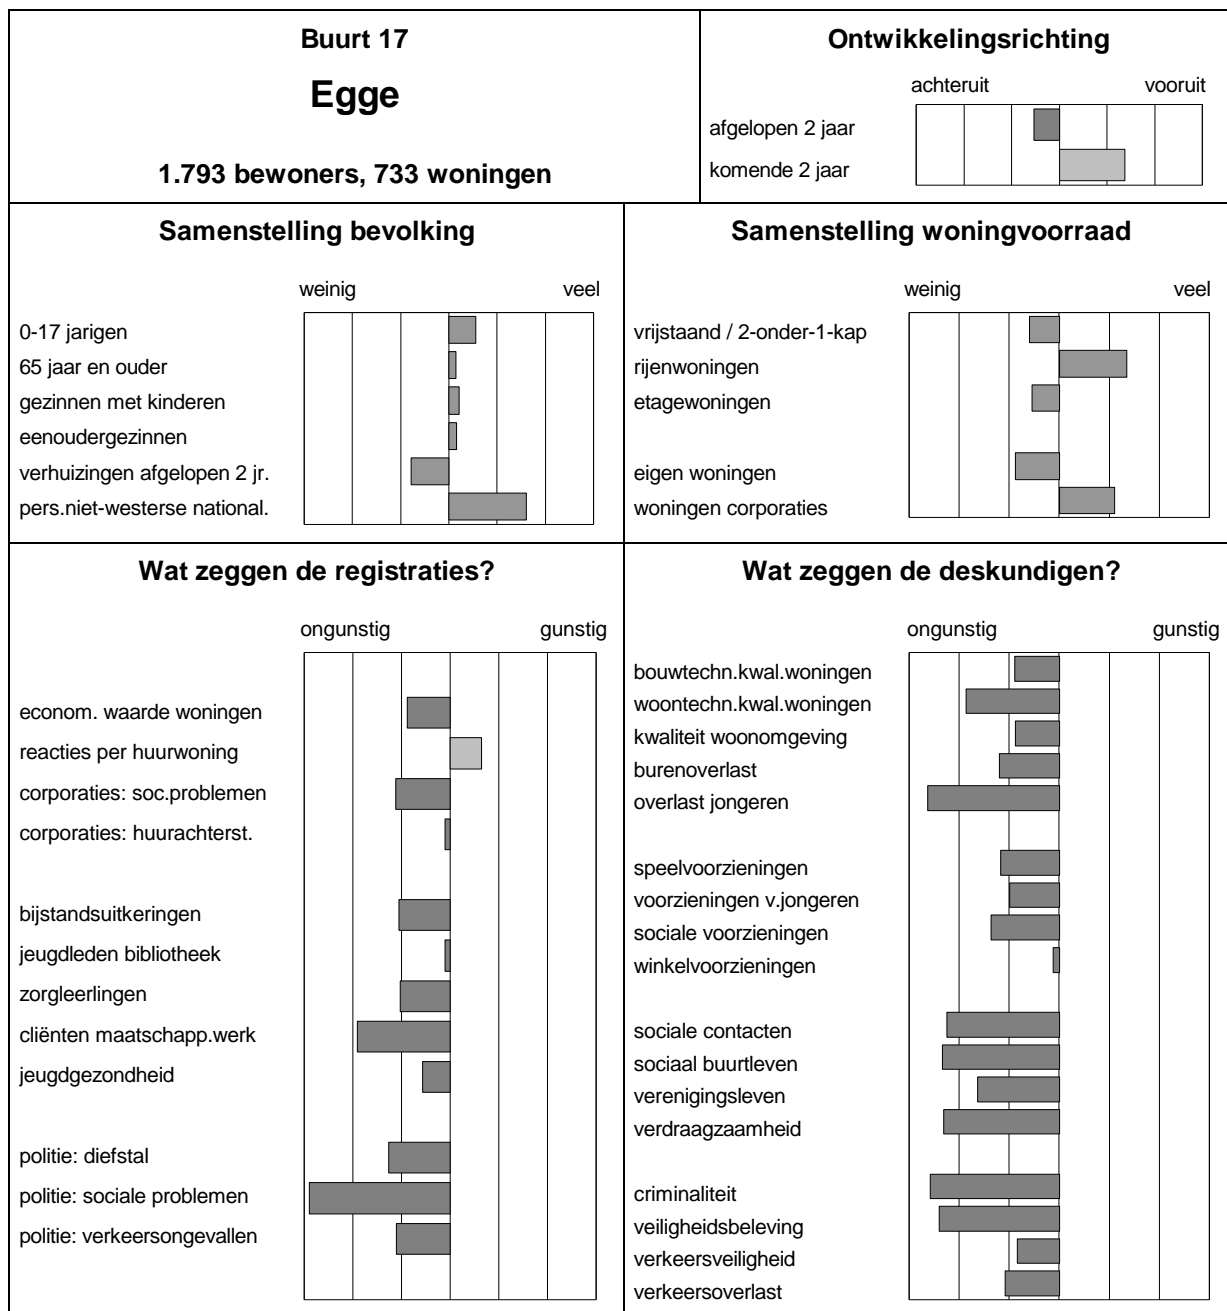 Buurt 17
Egge
1.793 bewoners, 733 woningen
Ontwikkelingsrichting
achteruit vooruit
afgelopen 2 jaar
komende 2 jaar
Samenstelling bevolking
weinig veel
0-17 jarigen
65 jaar en ouder
gezinnen met kinderen
eenoudergezinnen
verhuizingen afgelopen 2 jr.
pers.niet-westerse national.
Samenstelling woningvoorraad
weinig veel
vrijstaand / 2-onder-1-kap
rijenwoningen
etagewoningen
eigen woningen
woningen corporaties
Wat zeggen de registraties?
ongunstig gunstig
econom. waarde woningen
reacties per huurwoning
corporaties: soc.problemen
corporaties: huurachterst.
bijstandsuitkeringen
jeugdleden bibliotheek
zorgleerlingen
cliënten maatschapp.werk
jeugdgezondheid
politie: diefstal
politie: sociale problemen
politie: verkeersongevallen
Wat zeggen de deskundigen?
ongunstig gunstig
bouwtechn.kwal.woningen
woontechn.kwal.woningen
kwaliteit woonomgeving
burenoverlast
overlast jongeren
speelvoorzieningen
voorzieningen v.jongeren
sociale voorzieningen
winkelvoorzieningen
sociale contacten
sociaal buurtleven
verenigingsleven
verdraagzaamheid
criminaliteit
veiligheidsbeleving
verkeersveiligheid
verkeersoverlast